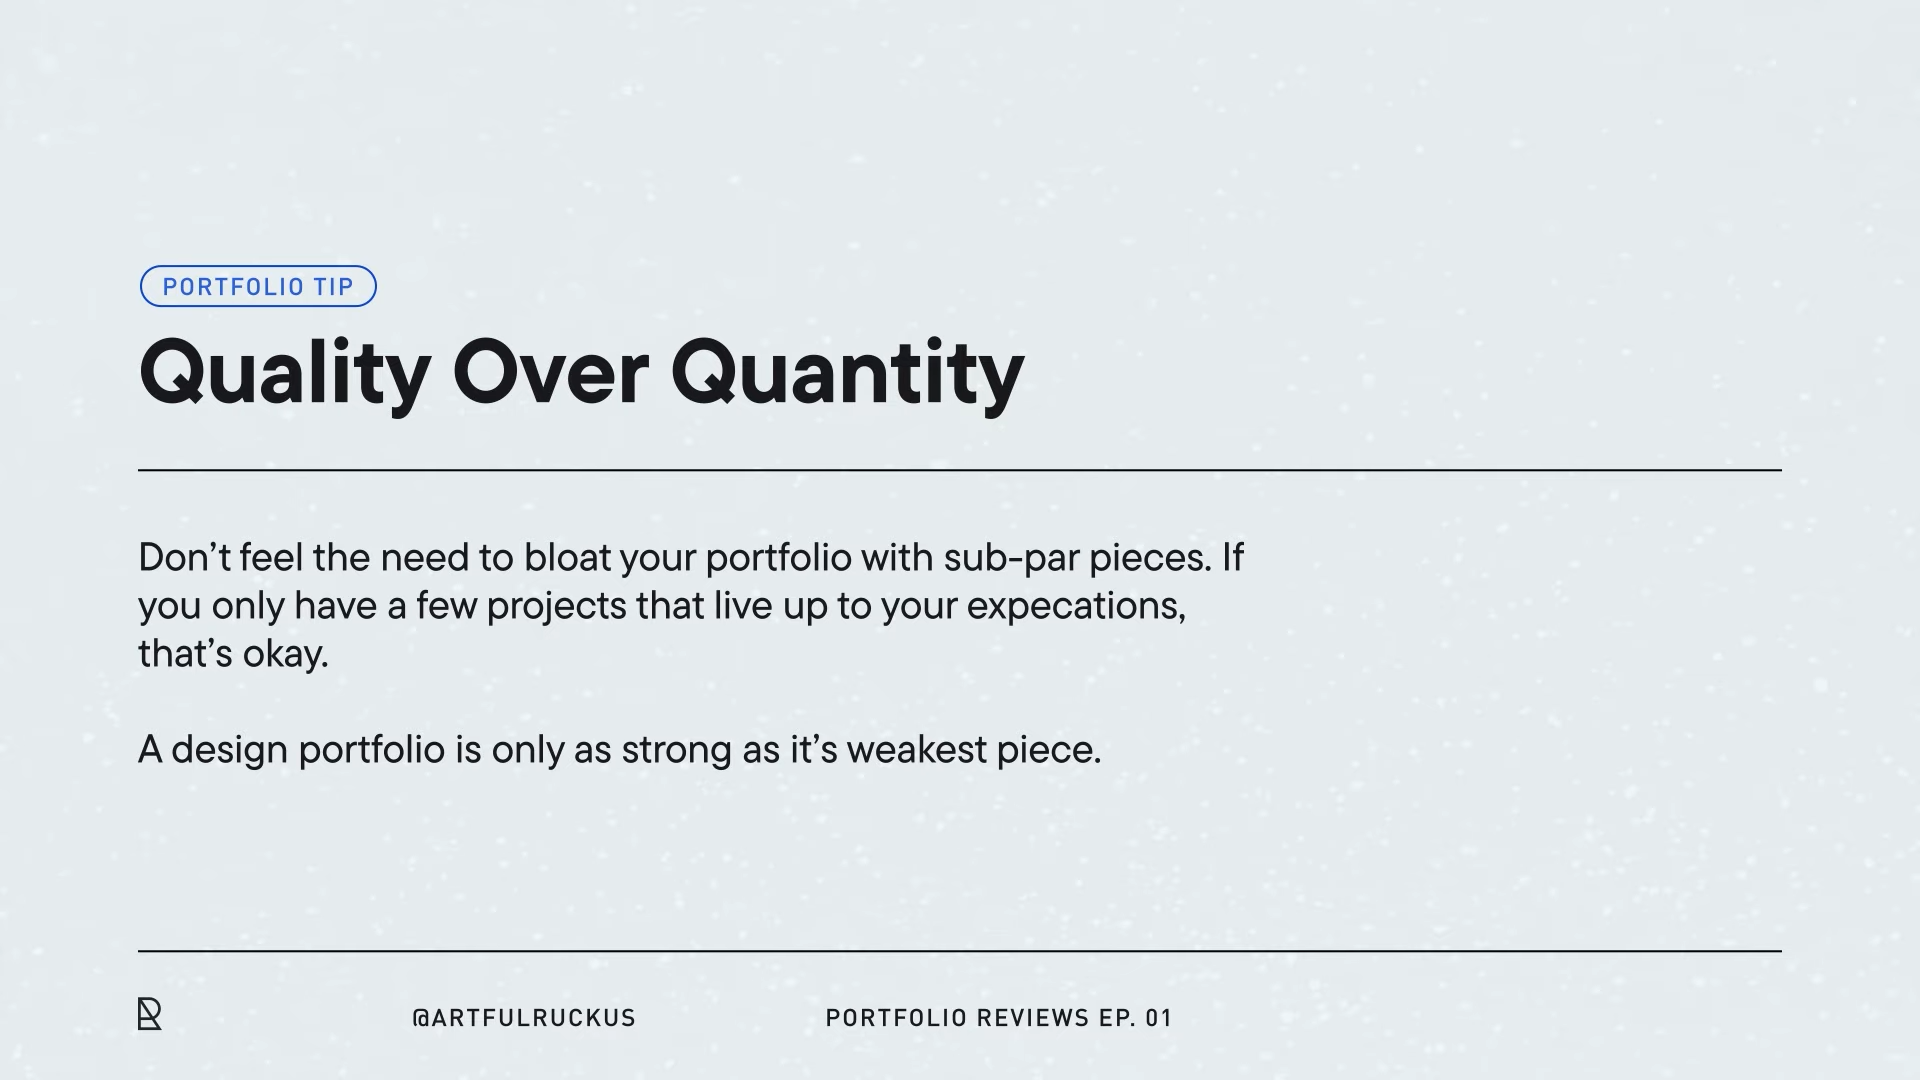 PORTFOLIO TIP
Quality Over Quantity
Don’t feel the need to bloat your portfolio with sub-par pieces. If
you only have a few projects that live up to your expecations,
that’s okay.
A design portfolio is only as strong as it’s weakest piece.
@ARTFULRUCKUS
PORTFOLIO REVIEWS EP. 01